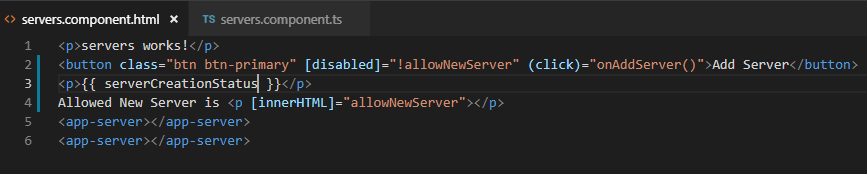 <> servers.component.html × TS servers.component.ts
1 <p>servers works!</p>
2 <button class="btn btn-primary" [disabled]="!allowNewServer" (click)="onAddServer()">Add Server</button>
3 <p>{{ serverCreationStatus }}</p>
4 Allowed New Server is <p [innerHTML]="allowNewServer"></p>
5 <app-server></app-server>
6 <app-server></app-server>